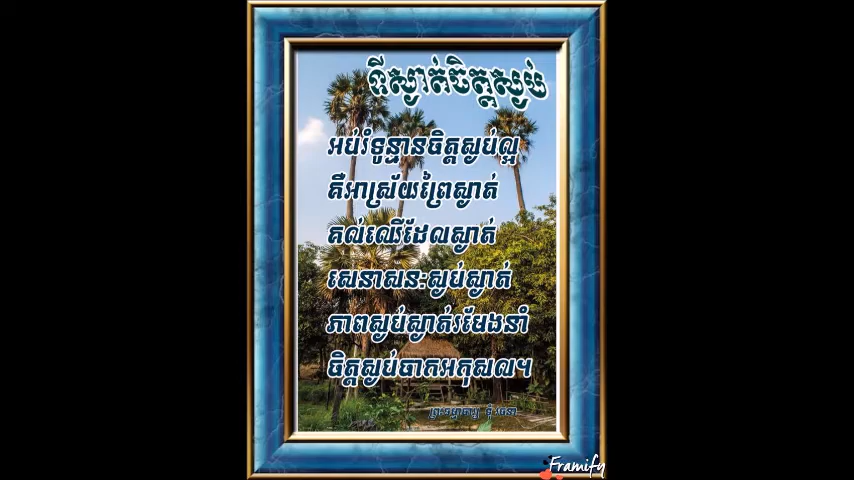 ទីស្ងាត់ចិត្តស្ងប់
អប់រំទូន្មានចិត្តស្ងប់ល្អ
គឺអាស្រ័យព្រៃស្ងាត់
គល់ឈើដែលស្ងាត់
សេនាសនៈស្ងប់ស្ងាត់
ភាពស្ងប់ស្ងាត់រមែងនាំ
ចិត្តស្ងប់ចាកអកុសល។
Framify